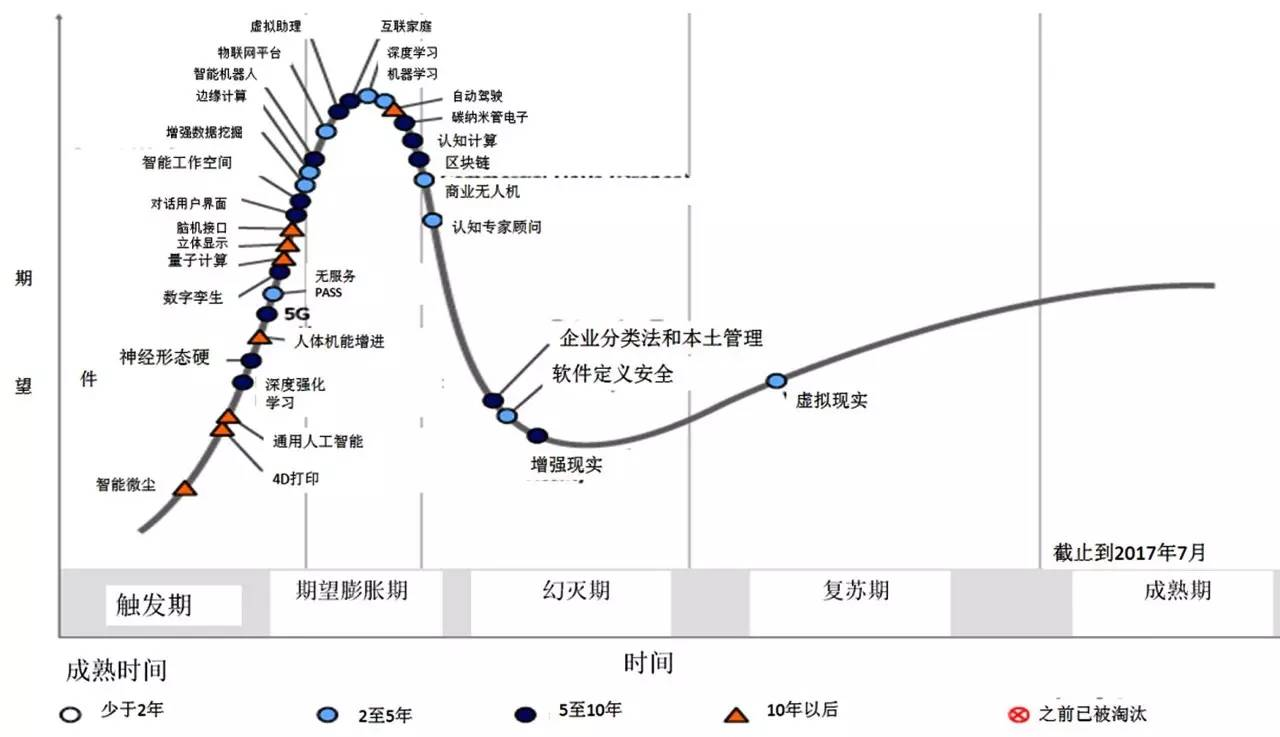 虚拟助理
互联家庭
物联网平台
深度学习
智能机器人
机器学习
边缘计算
自动驾驶
碳纳米管电子
增强数据挖掘
认知计算
智能工作空间
区块链
商业无人机
对话用户界面
认知专家顾问
脑机接口
立体显示
量子计算
无服务
PASS
数字孪生
5G
期
望
件
人体机能增进
神经形态硬
深度强化
学习
通用人工智能
4D打印
智能微尘
企业分类法和本土管理
软件定义安全
增强现实
虚拟现实
截止到2017年7月
触发期
期望膨胀期
幻灭期
复苏期
成熟期
成熟时间
时间
少于2年
2至5年
5至10年
10年以后
之前已被淘汰